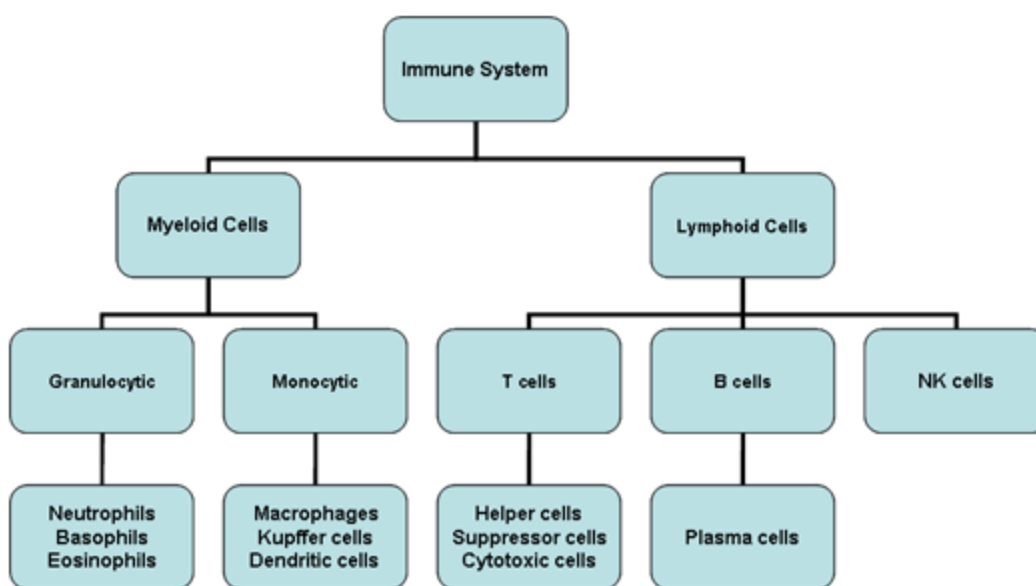 Immune System
Myeloid Cells
Lymphoid Cells
Granulocytic
Monocytic
T cells
B cells
NK cells
Neutrophils
Basophils
Eosinophils
Macrophages
Kupffer cells
Dendritic cells
Helper cells
Suppressor cells
Cytotoxic cells
Plasma cells